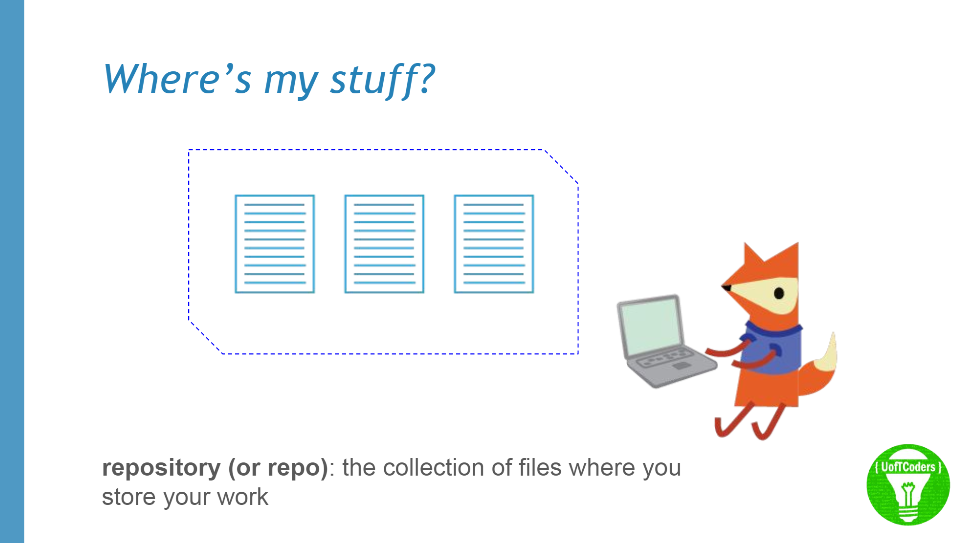 Where’s my stuff?
repository (or repo): the collection of files where you
store your work
{ UofTCoders }